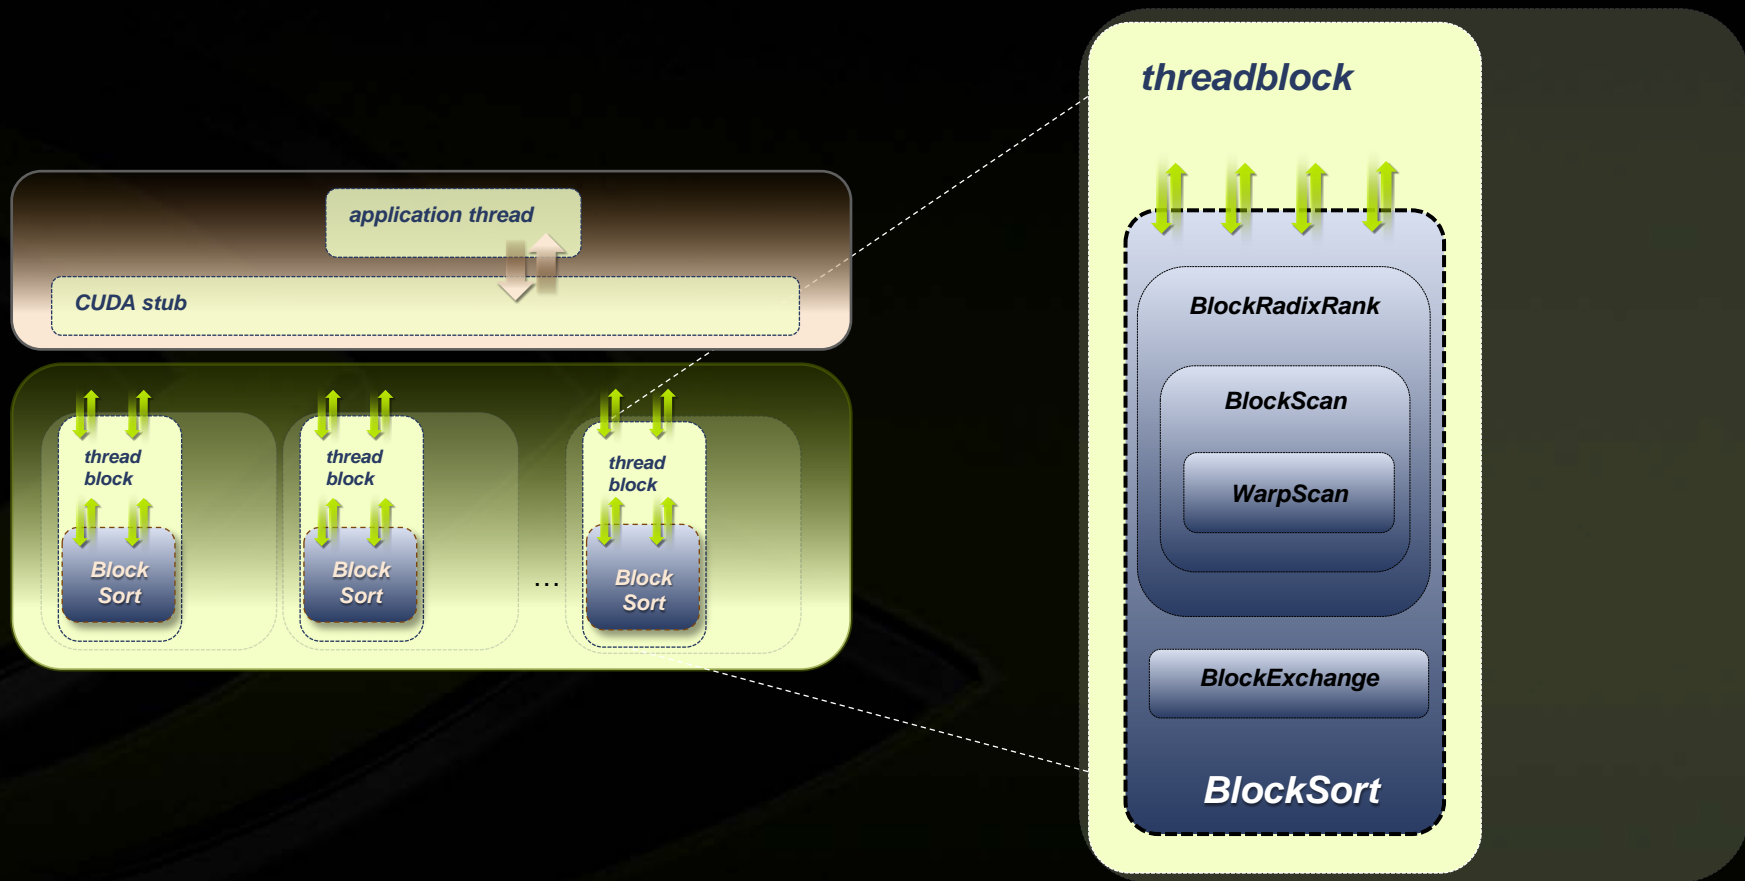 application thread
CUDA stub
thread
block
Block
Sort
thread
block
Block
Sort
...
thread
block
Block
Sort
threadblock
BlockRadixRank
BlockScan
WarpScan
BlockExchange
BlockSort